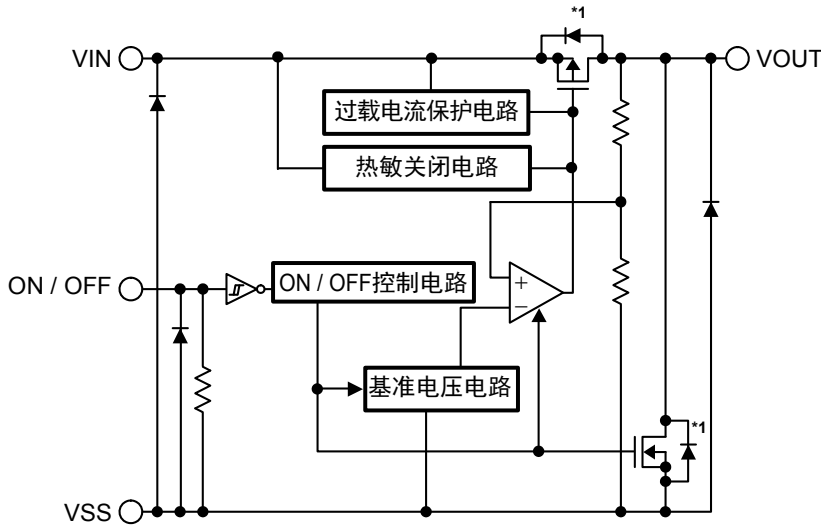 *1
VIN
VOUT
过载电流保护电路
热敏关闭电路
ON / OFF
ON / OFF控制电路
+
−
基准电压电路
*1
VSS